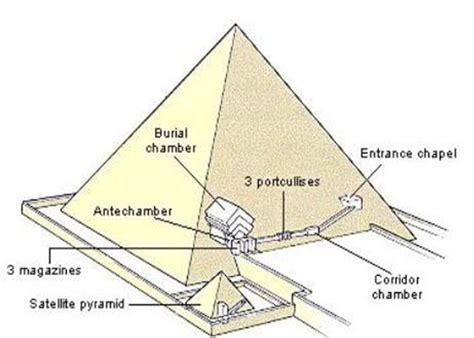 Burial
chamber
Entrance chapel
3 portcullises
Antechamber
3 magazines
Corridor
chamber
Satellite pyramid